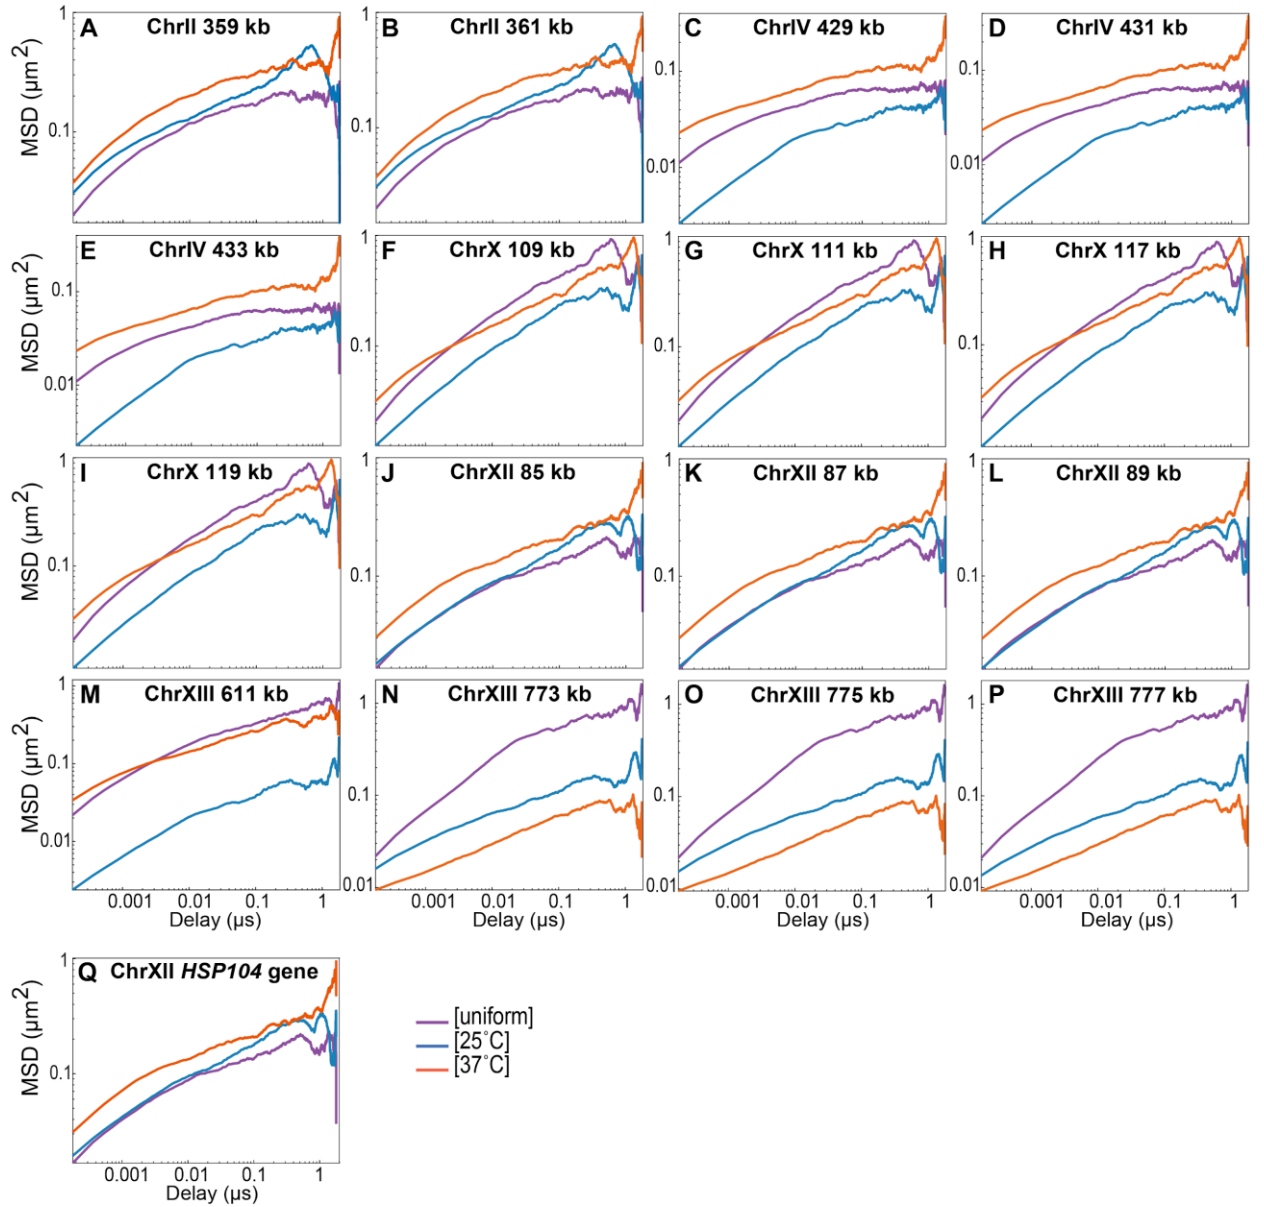 A ChrII 359 kb
B ChrII 361 kb
C ChrIV 429 kb
D ChrIV 431 kb
MSD (µm²)
1
0.1
1
0.1
0.1
0.01
0.1
0.01
E ChrIV 433 kb
F ChrX 109 kb
G ChrX 111 kb
H ChrX 117 kb
MSD (µm²)
0.1
0.01
1
0.1
1
0.1
1
0.1
I ChrX 119 kb
J ChrXII 85 kb
K ChrXII 87 kb
L ChrXII 89 kb
MSD (µm²)
1
0.1
1
0.1
1
0.1
1
0.1
M ChrXIII 611 kb
N ChrXIII 773 kb
O ChrXIII 775 kb
P ChrXIII 777 kb
MSD (µm²)
1
0.1
0.01
1
0.1
0.01
1
0.1
0.01
1
0.1
0.01
0.001 0.01 0.1 1
0.001 0.01 0.1 1
0.001 0.01 0.1 1
0.001 0.01 0.1 1
Delay (µs)
Delay (µs)
Delay (µs)
Delay (µs)
Q ChrXII HSP104 gene
MSD (µm²)
1
0.1
0.001 0.01 0.1 1
Delay (µs)
[uniform]
[25˚C]
[37˚C]